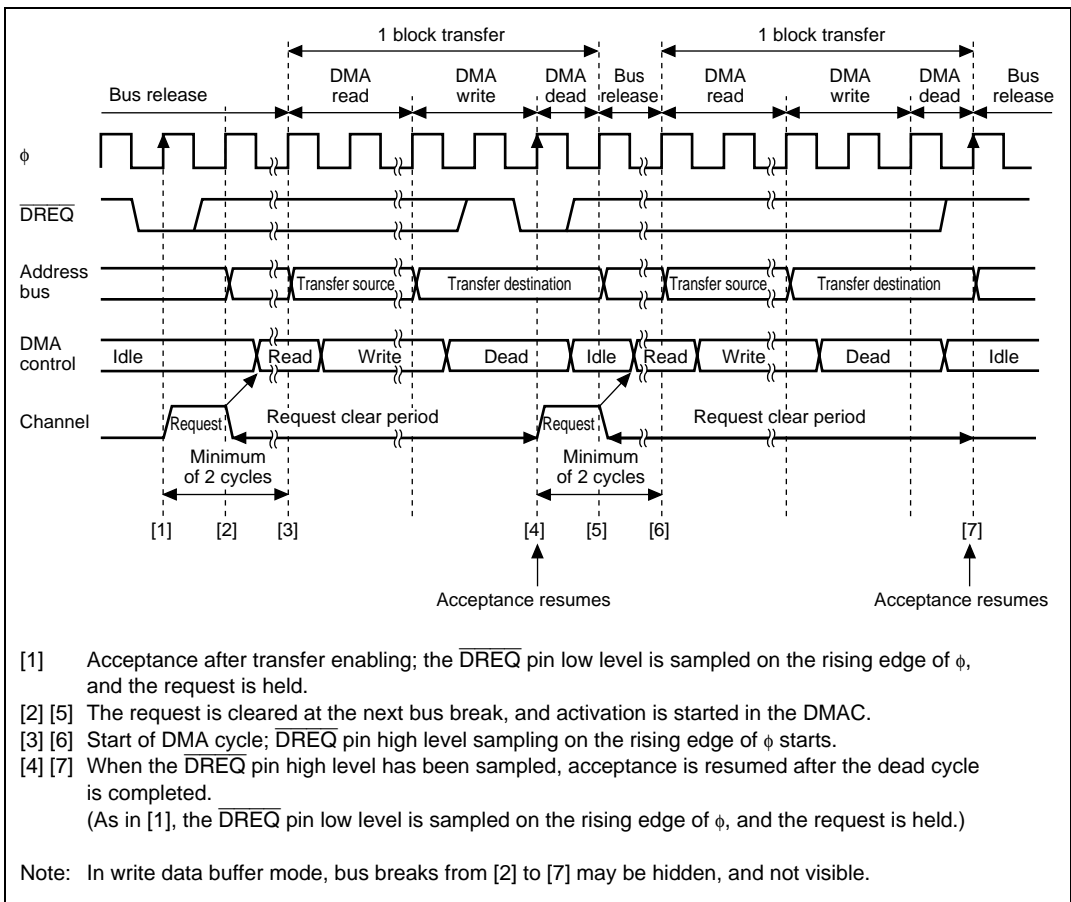 1 block transfer 1 block transfer
Bus release DMA read DMA write DMA dead Bus release DMA read DMA write DMA dead Bus release
φ
DREQ
Address bus Transfer source Transfer destination Transfer source Transfer destination
DMA control Idle Read Write Dead Idle Read Write Dead Idle
Channel Request Request clear period Request Request clear period
Minimum of 2 cycles Minimum of 2 cycles
[1] [2] [3] [4] [5] [6] [7]
Acceptance resumes Acceptance resumes
[1] Acceptance after transfer enabling; the DREQ pin low level is sampled on the rising edge of φ,
and the request is held.
[2] [5] The request is cleared at the next bus break, and activation is started in the DMAC.
[3] [6] Start of DMA cycle; DREQ pin high level sampling on the rising edge of φ starts.
[4] [7] When the DREQ pin high level has been sampled, acceptance is resumed after the dead cycle
is completed.
(As in [1], the DREQ pin low level is sampled on the rising edge of φ, and the request is held.)
Note: In write data buffer mode, bus breaks from [2] to [7] may be hidden, and not visible.